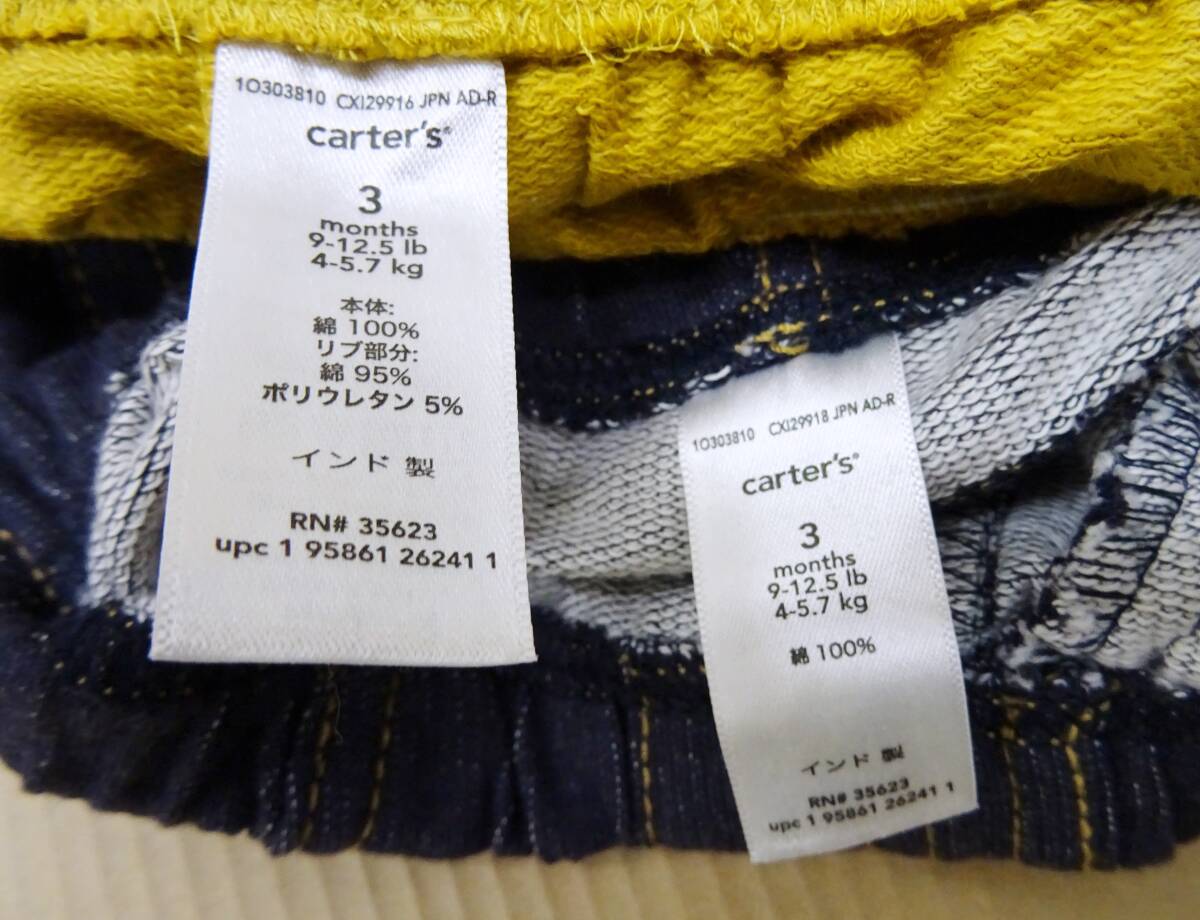 1O303810 CXI29916 JPN AD-R
carter's
3
months
9-12.5 lb
4-5.7 kg
本体:
綿 100%
リブ部分:
綿 95%
ポリウレタン 5%
インド 製
RN# 35623
upc 1 95861 26241 1
1O303810 CXI29918 JPN AD-R
carter's
3
months
9-12.5 lb
4-5.7 kg
綿 100%
インド 製
RN# 35623
upc 1 95861 26241 1